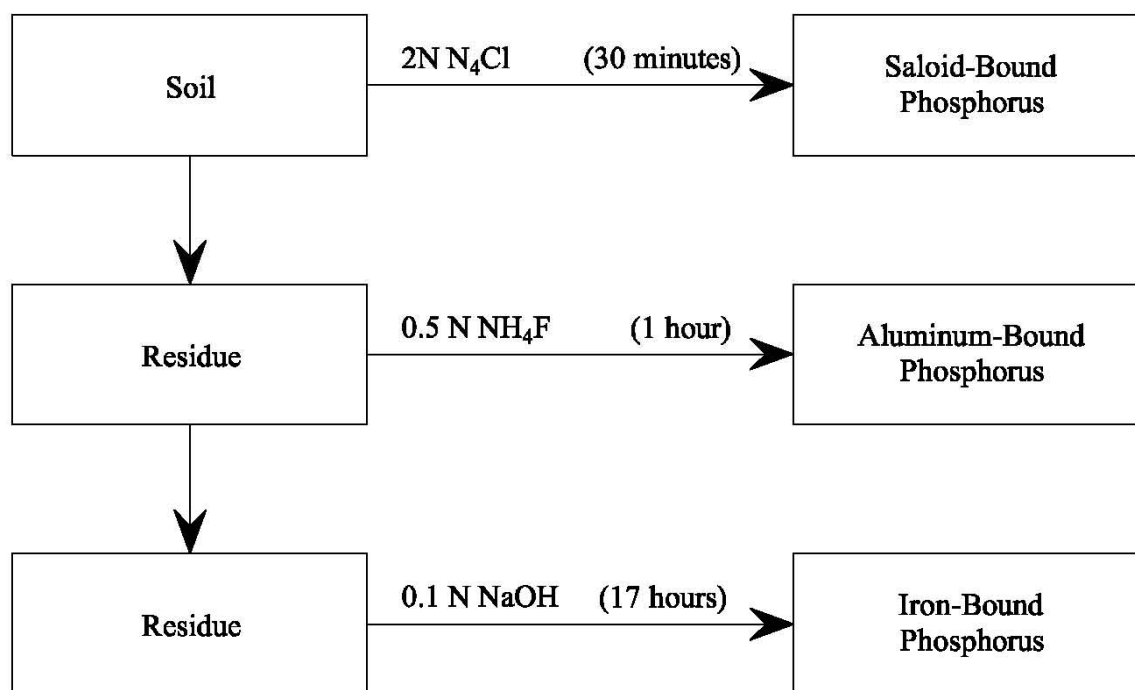 Soil
2N N₄Cl (30 minutes)
Saloid-Bound
Phosphorus
Residue
0.5 N NH₄F (1 hour)
Aluminum-Bound
Phosphorus
Residue
0.1 N NaOH (17 hours)
Iron-Bound
Phosphorus